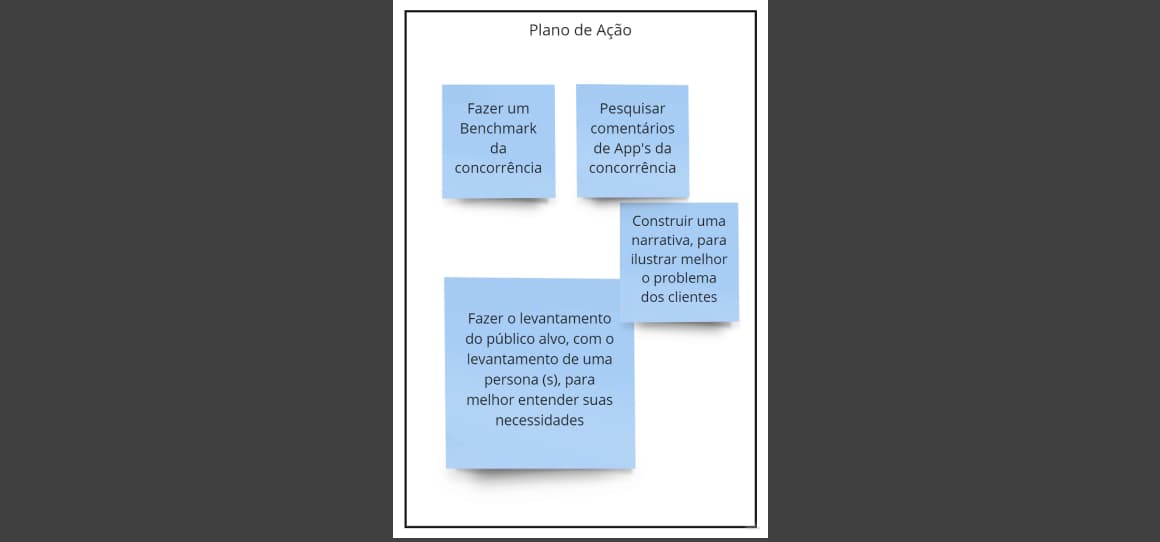 Plano de Ação
Fazer um
Benchmark
da
concorrência
Pesquisar
comentários
de App's da
concorrência
Construir uma
narrativa, para
ilustrar melhor
o problema
dos clientes
Fazer o levantamento
do público alvo, com o
levantamento de uma
persona (s), para
melhor entender suas
necessidades